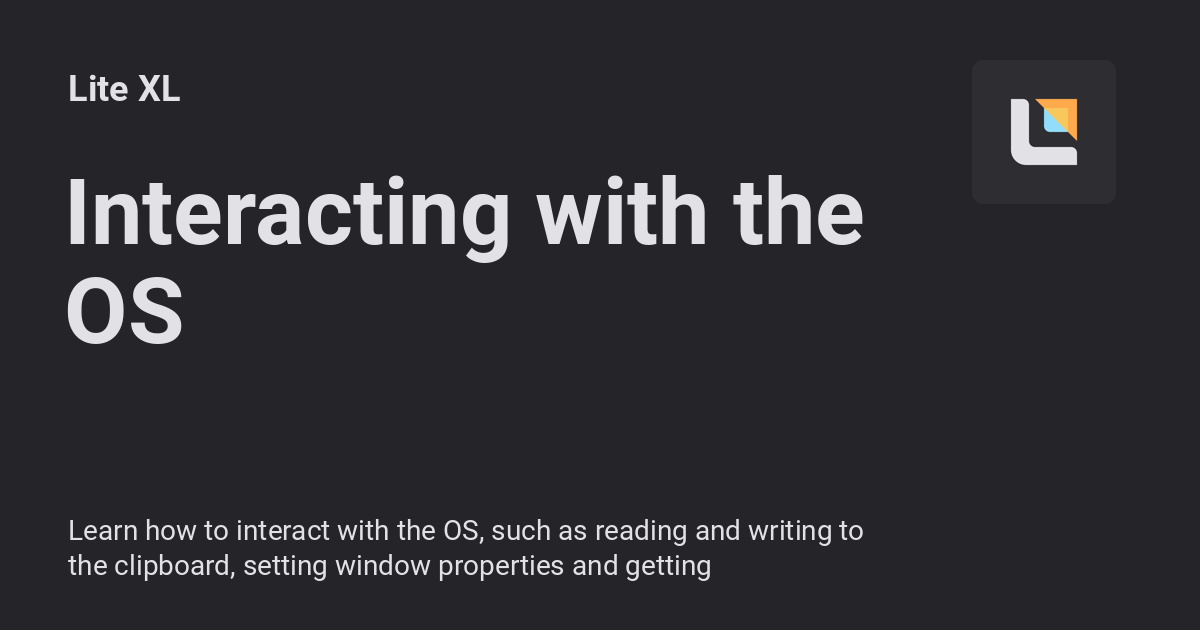 Lite XL
Interacting with the
OS
Learn how to interact with the OS, such as reading and writing to
the clipboard, setting window properties and getting